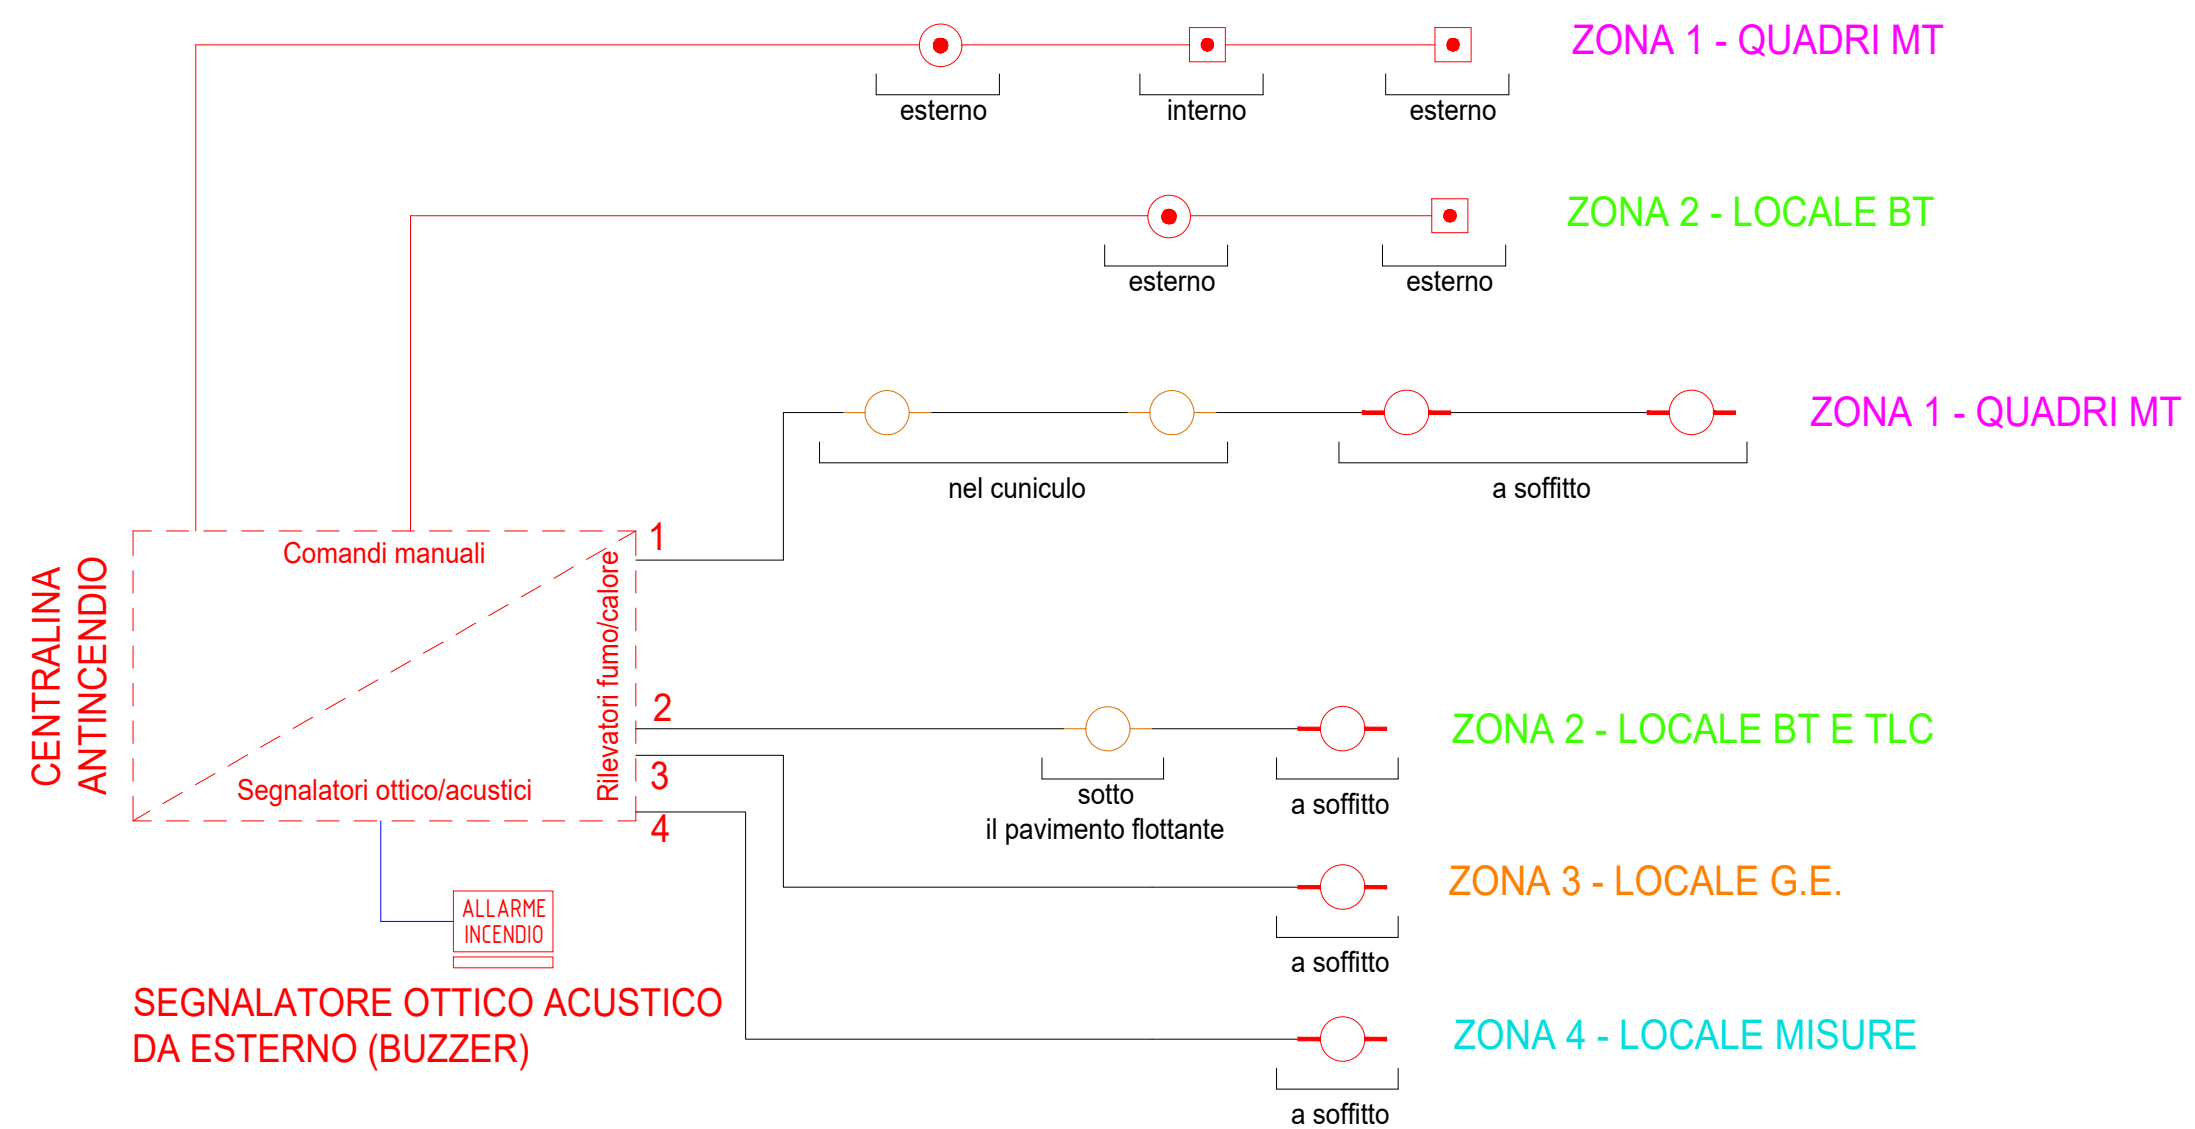 ZONA 1 - QUADRI MT
esterno
interno
esterno
ZONA 2 - LOCALE BT
esterno
esterno
ZONA 1 - QUADRI MT
nel cuniculo
a soffitto
CENTRALINA
ANTINCENDIO
Comandi manuali
Rilevatori fumo/calore
Segnalatori ottico/acustici
1
2
3
4
ZONA 2 - LOCALE BT E TLC
sotto
il pavimento flottante
a soffitto
ZONA 3 - LOCALE G.E.
a soffitto
ALLARME
INCENDIO
SEGNALATORE OTTICO ACUSTICO
DA ESTERNO (BUZZER)
ZONA 4 - LOCALE MISURE
a soffitto